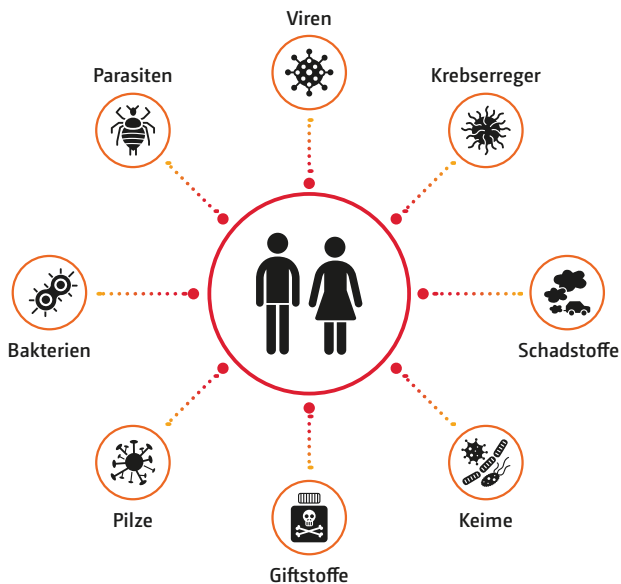 Viren
Parasiten
Krebserreger
Bakterien
Schadstoffe
Pilze
Keime
Giftstoffe